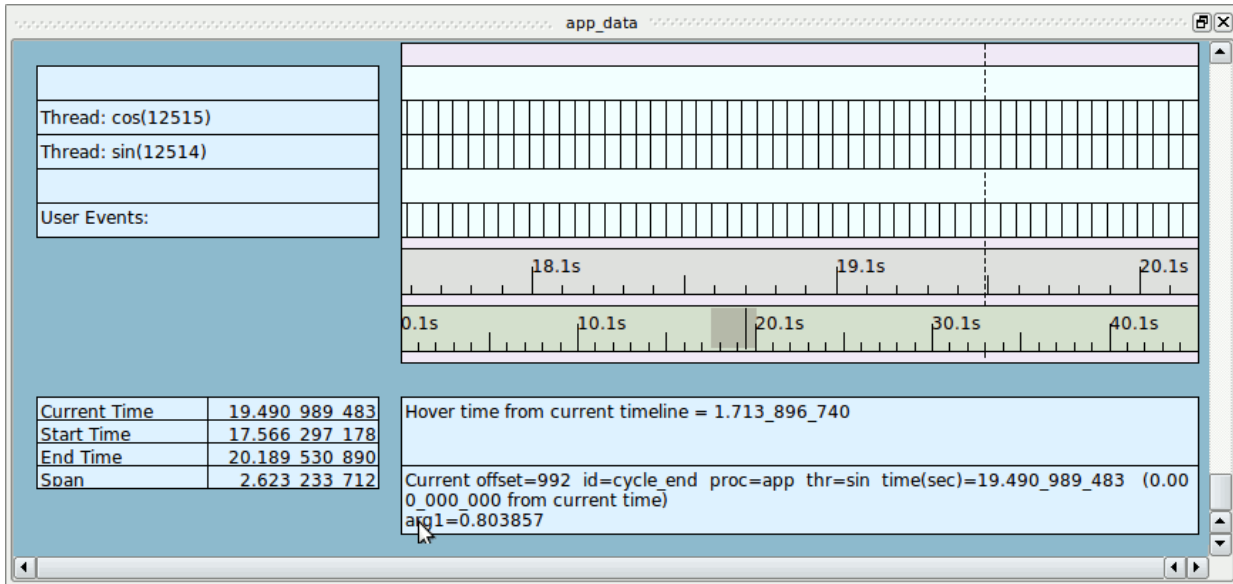 app_data
Thread: cos(12515)
Thread: sin(12514)
User Events:
18.1s 19.1s 20.1s
0.1s 10.1s 20.1s 30.1s 40.1s
Current Time 19.490 989 483
Start Time 17.566 297 178
End Time 20.189 530 890
Span 2.623 233 712
Hover time from current timeline = 1.713_896_740
Current offset=992 id=cycle_end proc=app thr=sin time(sec)=19.490_989_483 (0.00
0_000_000 from current time)
arg1=0.803857